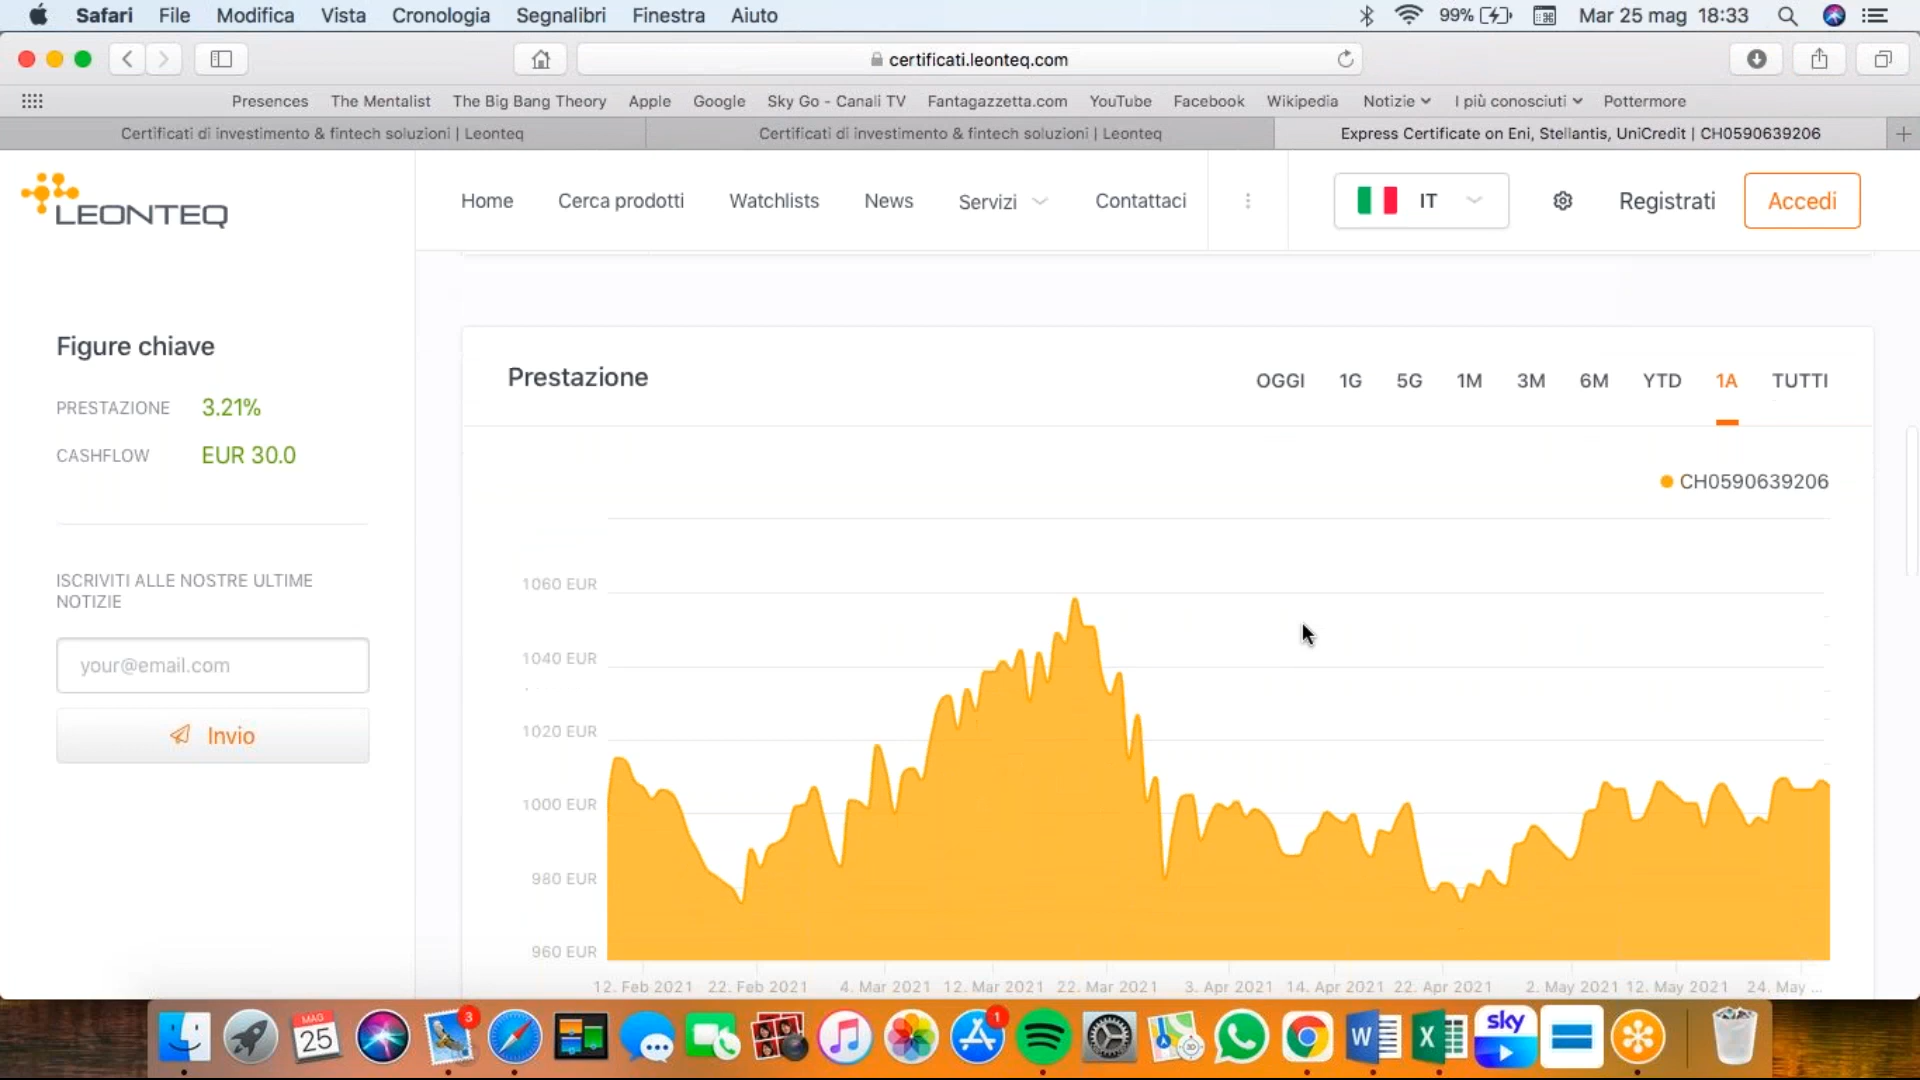 Safari File Modifica Vista Cronologia Segnalibri Finestra Aiuto 99% Mar 25 mag 18:33
certificati.leonteq.com
Presences The Mentalist The Big Bang Theory Apple Google Sky Go - Canali TV Fantagazzetta.com YouTube Facebook Wikipedia Notizie I più conosciuti Pottermore
Certificati di investimento & fintech soluzioni | Leonteq Certificati di investimento & fintech soluzioni | Leonteq Express Certificate on Eni, Stellantis, UniCredit | CH0590639206
LEONTEQ
Home Cerca prodotti Watchlists News Servizi Contattaci IT Registrati Accedi
Figure chiave
PRESTAZIONE 3.21%
CASHFLOW EUR 30.0
ISCRIVITI ALLE NOSTRE ULTIME
NOTIZIE
your@email.com
Invio
Prestazione
OGGI 1G 5G 1M 3M 6M YTD 1A TUTTI
CH0590639206
1060 EUR
1040 EUR
1020 EUR
1000 EUR
980 EUR
960 EUR
12. Feb 2021 22. Feb 2021 4. Mar 2021 12. Mar 2021 22. Mar 2021 3. Apr 2021 14. Apr 2021 22. Apr 2021 2. May 2021 12. May 2021 24. May ...
MAG
25
3
1
3D
W
X
sky